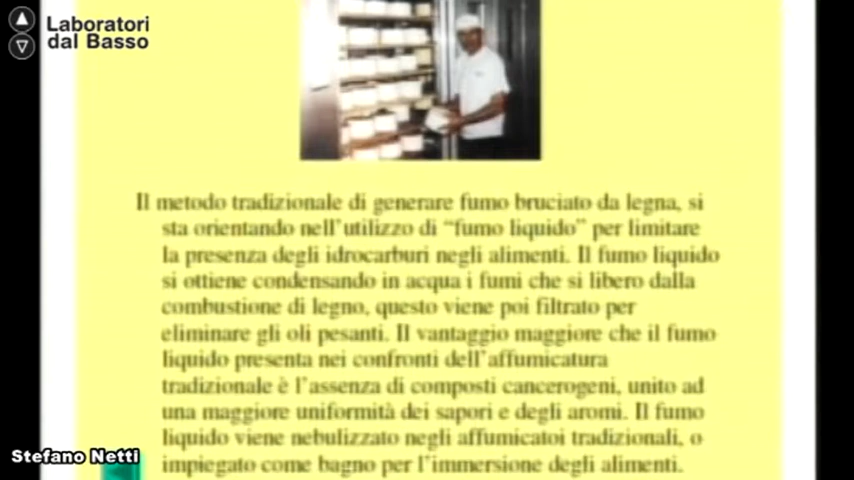 Laboratori
dal Basso
Il metodo tradizionale di generare fumo bruciato da legna, si
sta orientando nell'utilizzo di “fumo liquido” per limitare
la presenza degli idrocarburi negli alimenti. Il fumo liquido
si ottiene condensando in acqua i fumi che si libero dalla
combustione di legno, questo viene poi filtrato per
eliminare gli oli pesanti. Il vantaggio maggiore che il fumo
liquido presenta nei confronti dell'affumicatura
tradizionale è l'assenza di composti cancerogeni, unito ad
una maggiore uniformità dei sapori e degli aromi. Il fumo
liquido viene nebulizzato negli affumicatoi tradizionali, o
impiegato come bagno per l'immersione degli alimenti.
Stefano Netti